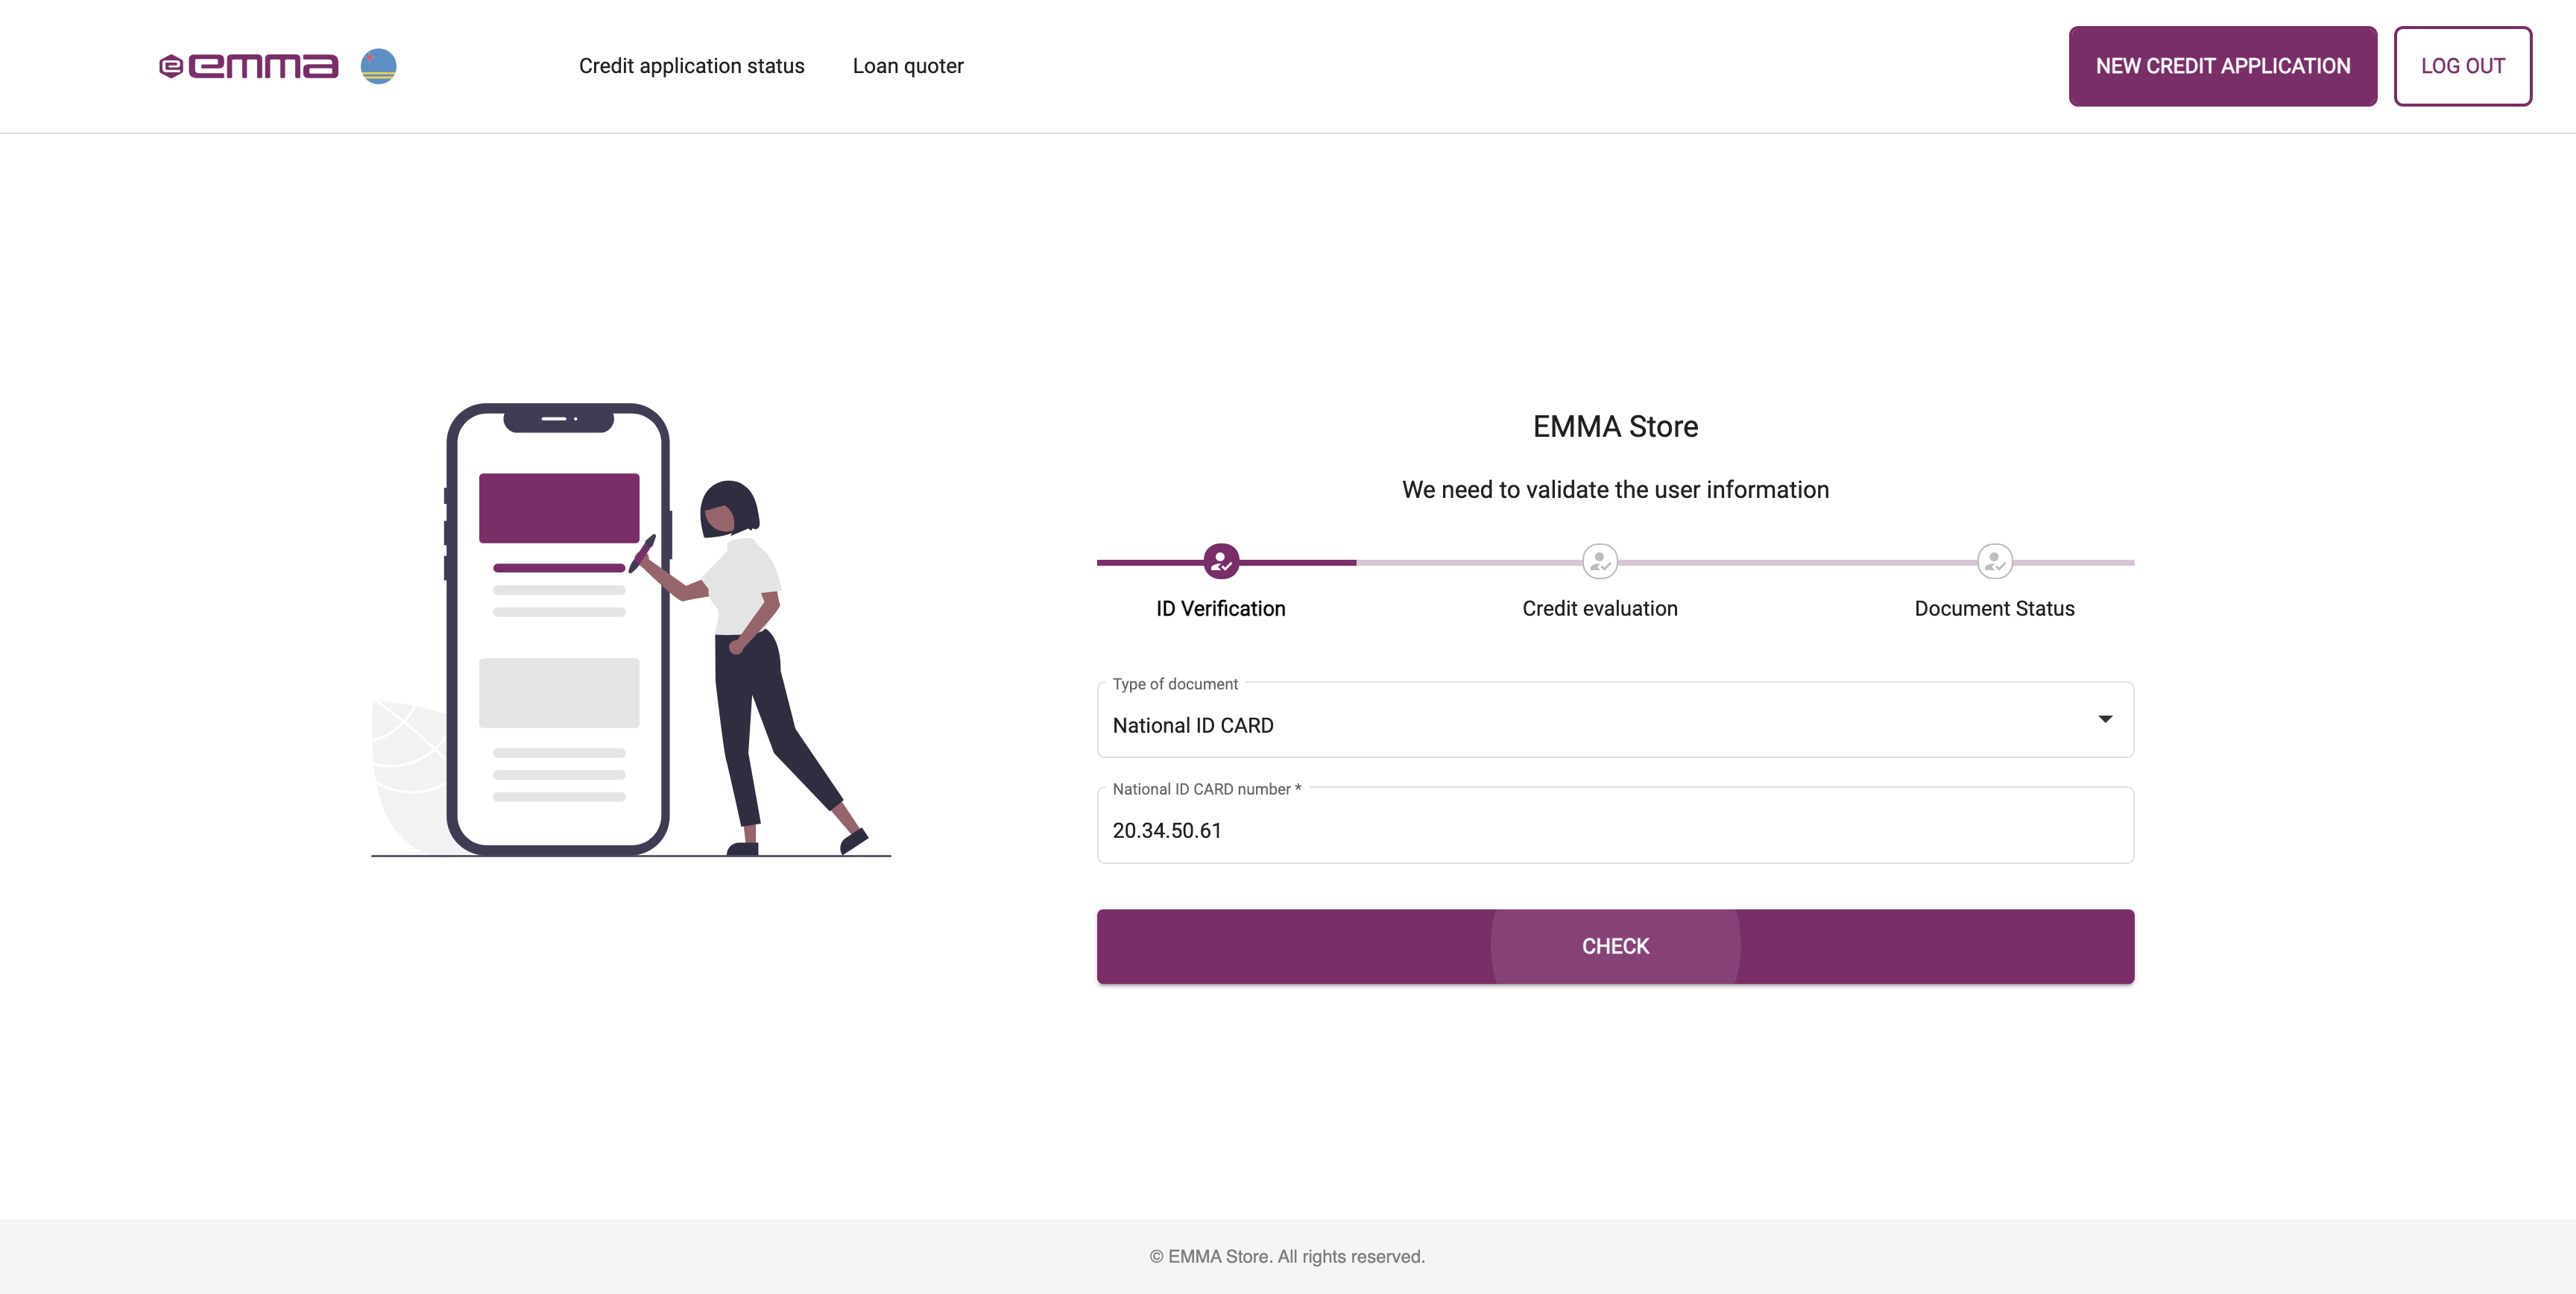 emma
Credit application status
Loan quoter
NEW CREDIT APPLICATION
LOG OUT
EMMA Store
We need to validate the user information
ID Verification
Credit evaluation
Document Status
Type of document
National ID CARD
National ID CARD number *
20.34.50.61
CHECK
© EMMA Store. All rights reserved.